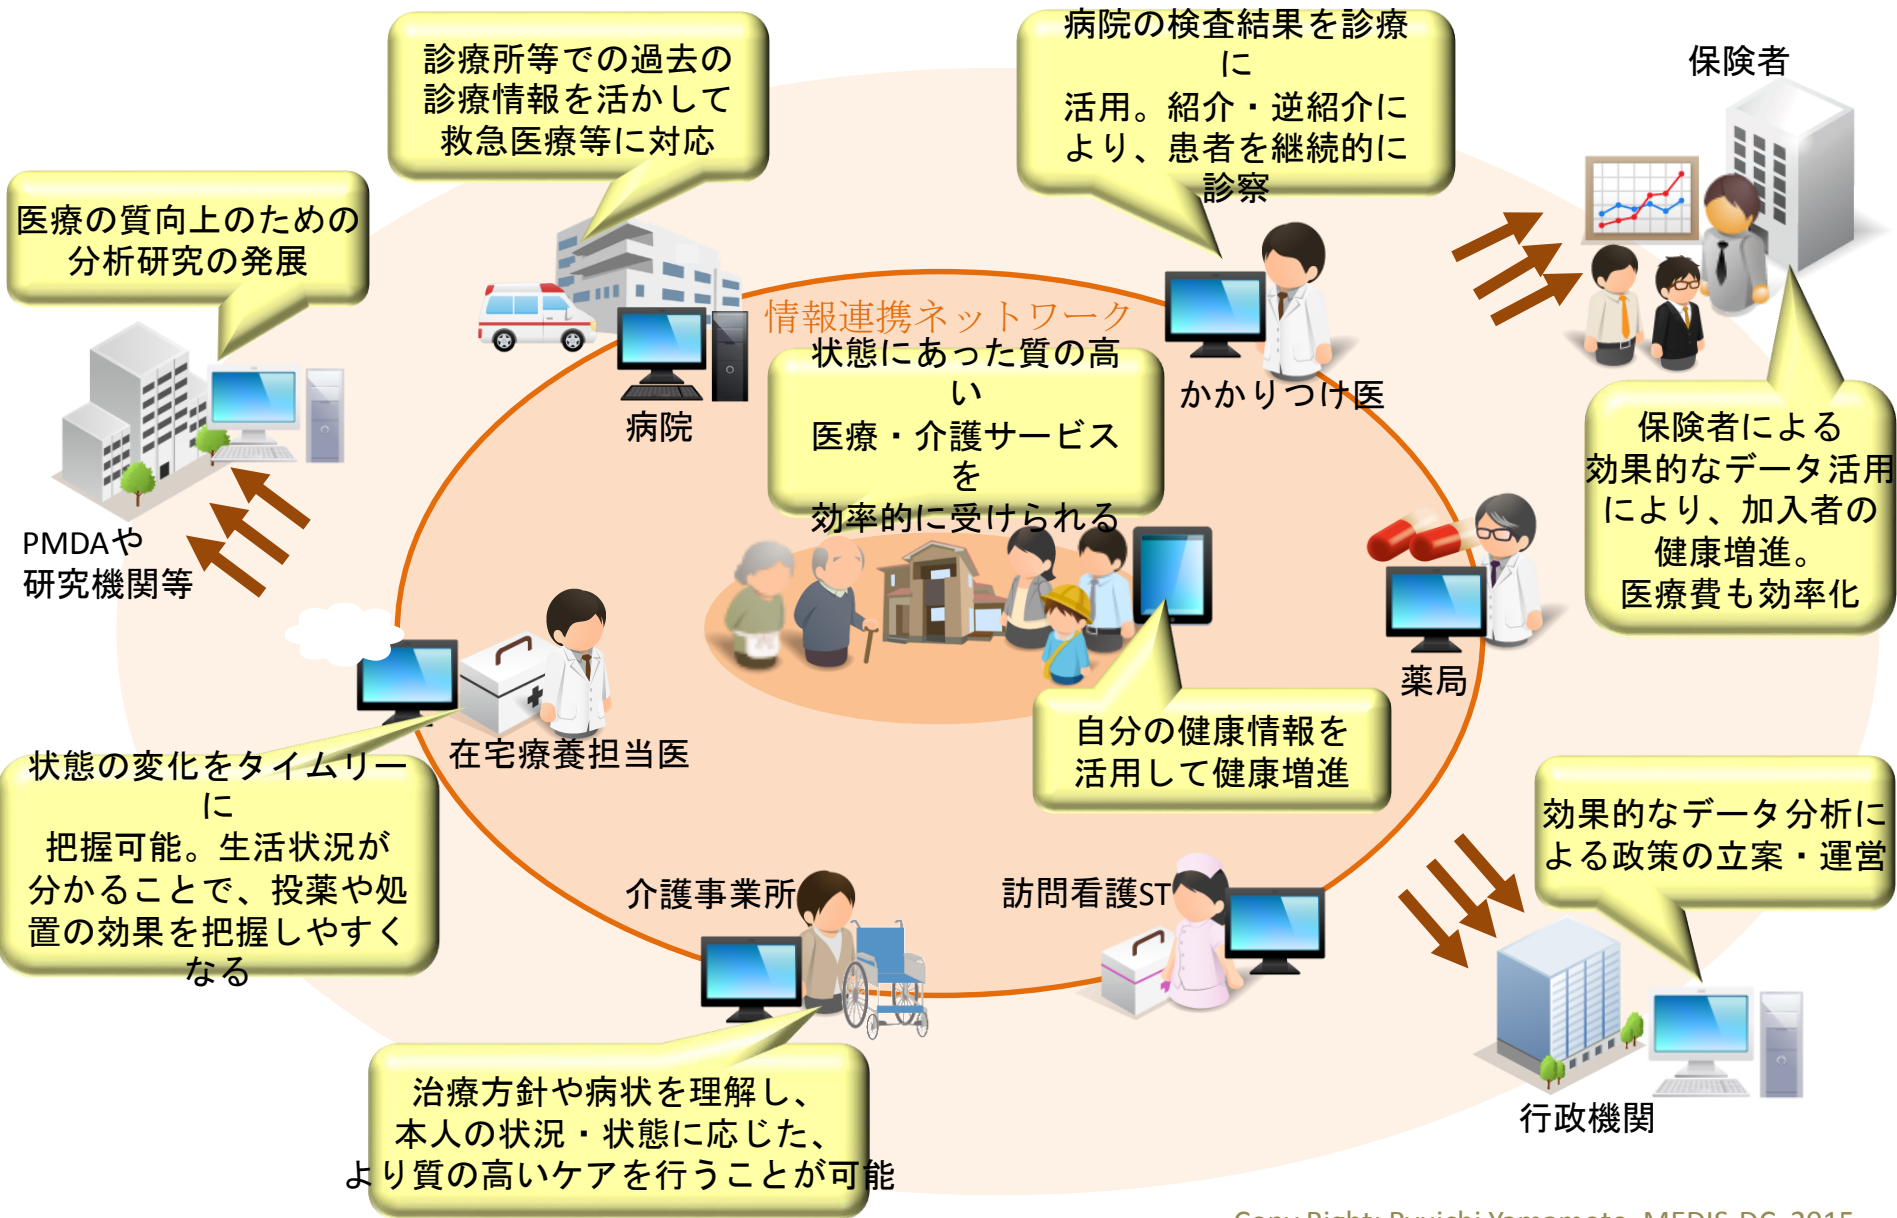 診療所等での過去の
診療情報を活かして
救急医療等に対応
病院の検査結果を診療
に
活用。紹介・逆紹介に
より、患者を継続的に
診察
保険者
医療の質向上のための
分析研究の発展
情報連携ネットワーク
状態にあった質の高
い
医療・介護サービス
を
効率的に受けられる
病院
かかりつけ医
保険者による
効果的なデータ活用
により、加入者の
健康増進。
医療費も効率化
PMDAや
研究機関等
薬局
在宅療養担当医
自分の健康情報を
活用して健康増進
状態の変化をタイムリー
に
把握可能。生活状況が
分かることで、投薬や処
置の効果を把握しやすく
なる
効果的なデータ分析に
よる政策の立案・運営
介護事業所
訪問看護ST
治療方針や病状を理解し、
本人の状況・状態に応じた、
より質の高いケアを行うことが可能
行政機関
Copy Right: Ryuichi Yamamoto, MEDIS-DC, 2015